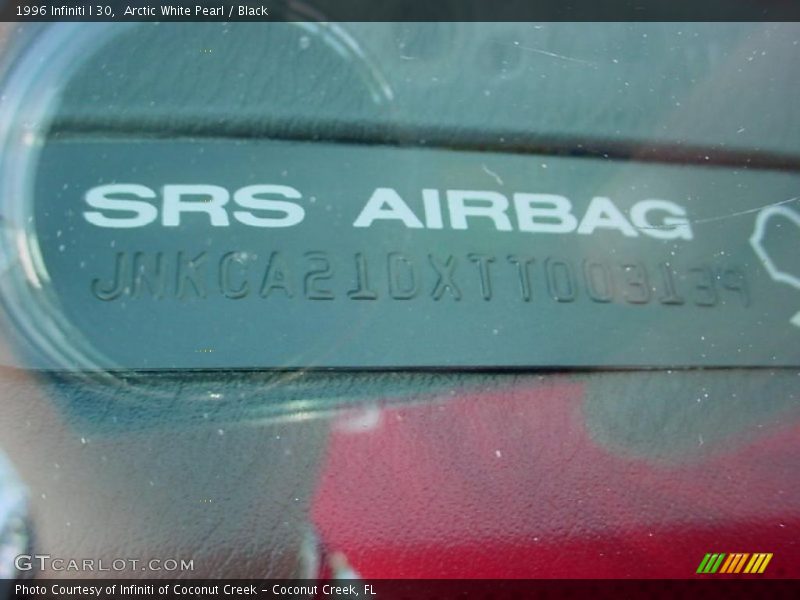 1996 Infiniti I 30, Arctic White Pearl / Black
SRS AIRBAG
GTCARLOT.COM
Photo Courtesy of Infiniti of Coconut Creek - Coconut Creek, FL